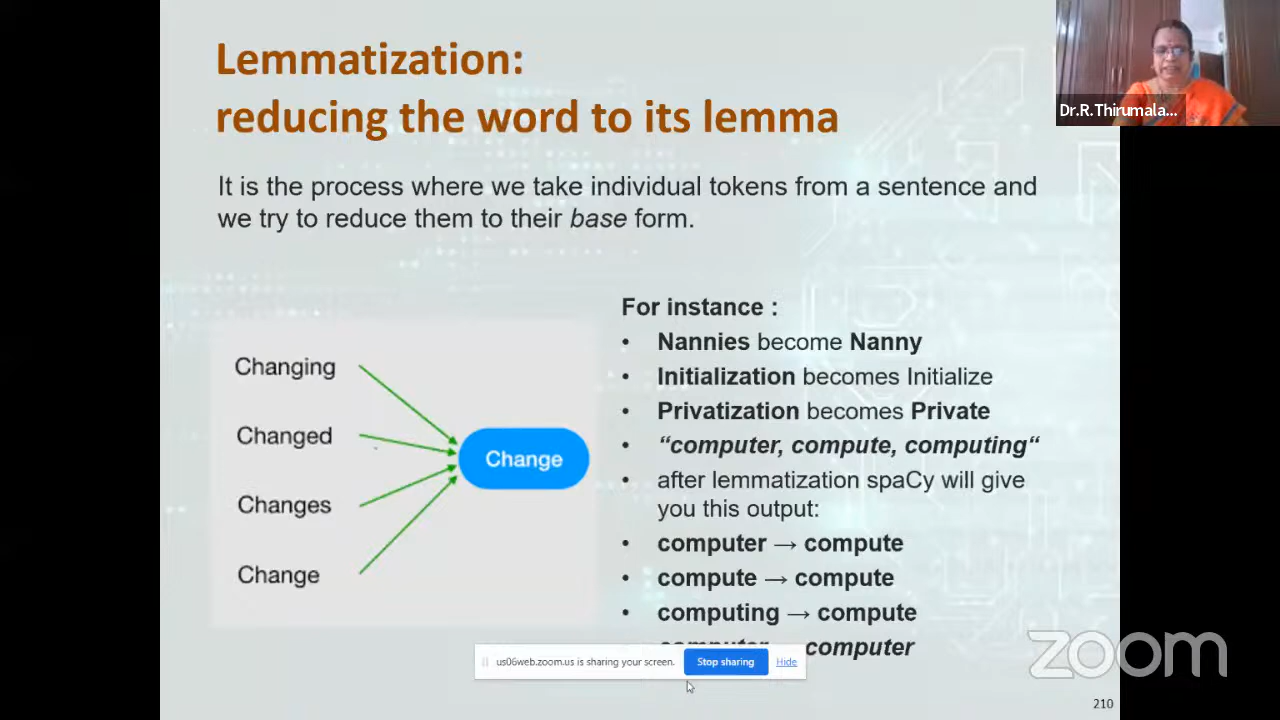 Lemmatization:
reducing the word to its lemma
Dr.R.Thirumala...
It is the process where we take individual tokens from a sentence and
we try to reduce them to their base form.
Changing
Changed
Changes
Change
Change
For instance :
• Nannies become Nanny
• Initialization becomes Initialize
• Privatization becomes Private
• “computer, compute, computing“
• after lemmatization spaCy will give
you this output:
• computer → compute
• compute → compute
• computing → compute
computer
us06web.zoom.us is sharing your screen.
Stop sharing
Hide
zoom
210